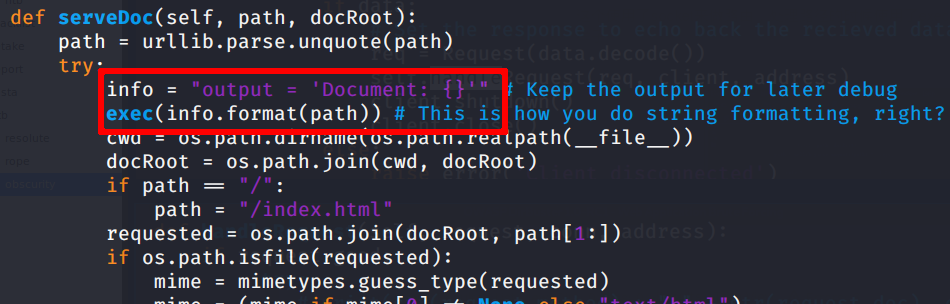 def serveDoc(self, path, docRoot):
    path = urllib.parse.unquote(path)
    try:
        info = "output = 'Document: {}'" # Keep the output for later debug
        exec(info.format(path)) # This is how you do string formatting, right?
        cwd = os.path.dirname(os.path.realpath(__file__))
        docRoot = os.path.join(cwd, docRoot)
        if path == "/":
            path = "/index.html"
        requested = os.path.join(docRoot, path[1:])
        if os.path.isfile(requested):
            mime = mimetypes.guess_type(requested)
            mime = (mime if mime[0] != None else "text/html")